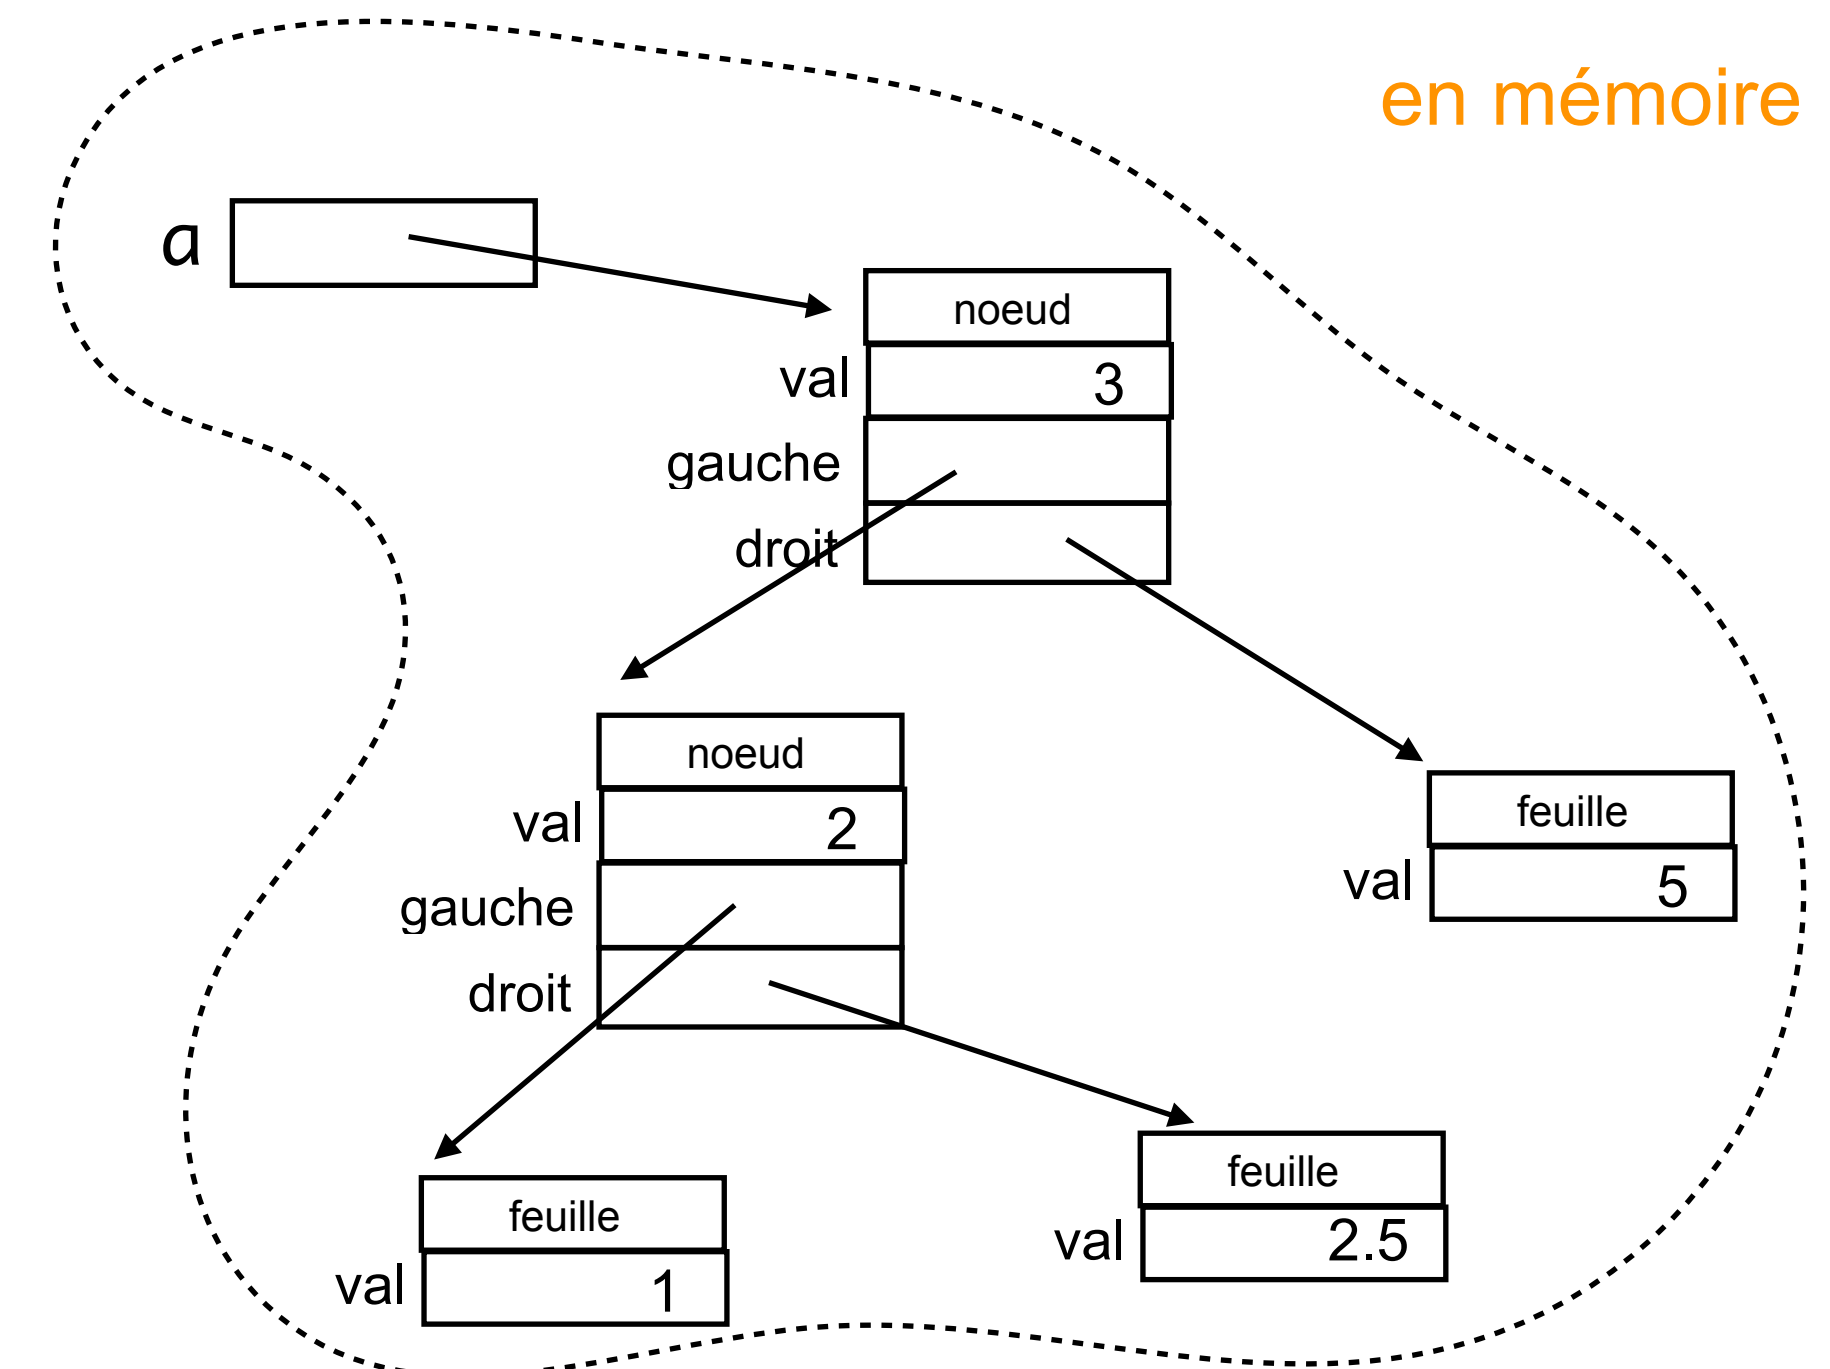 en mémoire
a
noeud
val 3
gauche
droit
noeud
val 2
gauche
droit
feuille
val 5
feuille
val 1
feuille
val 2.5